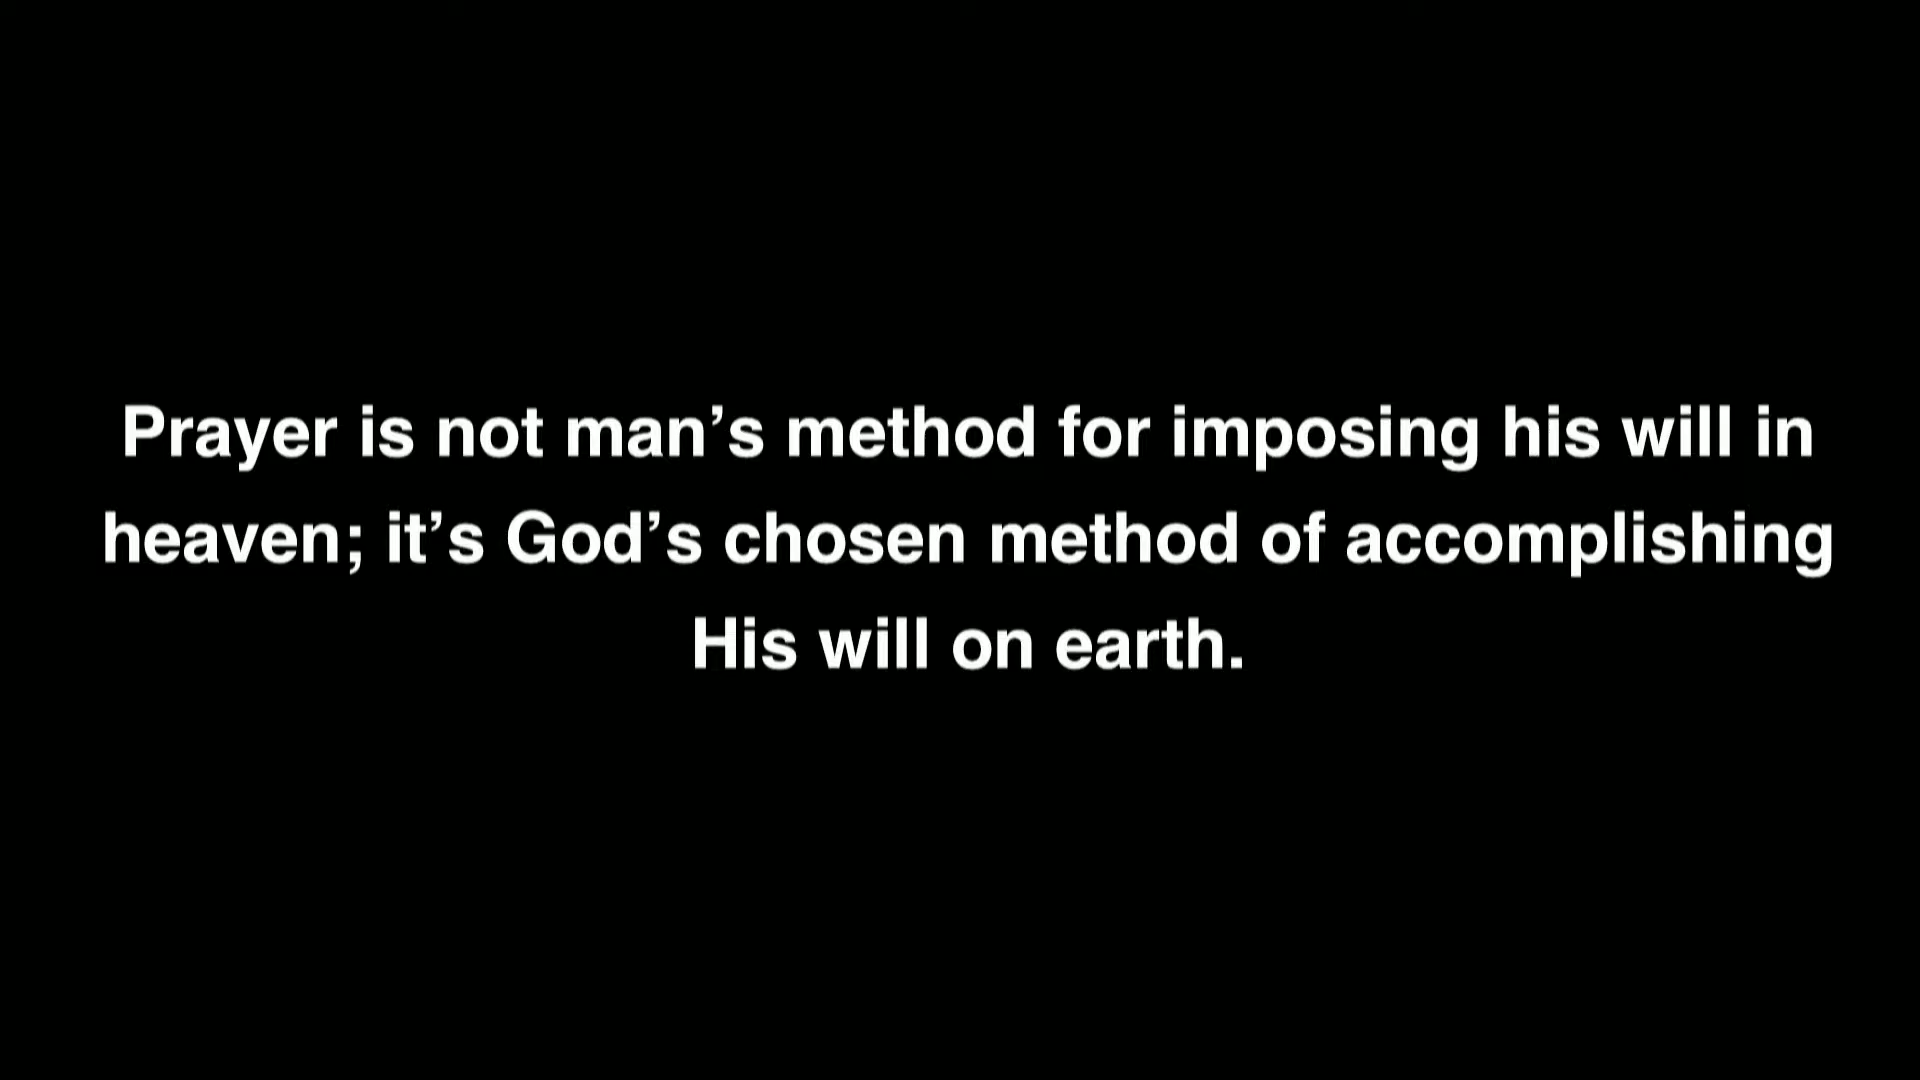 Prayer is not man’s method for imposing his will in
heaven; it’s God’s chosen method of accomplishing
His will on earth.